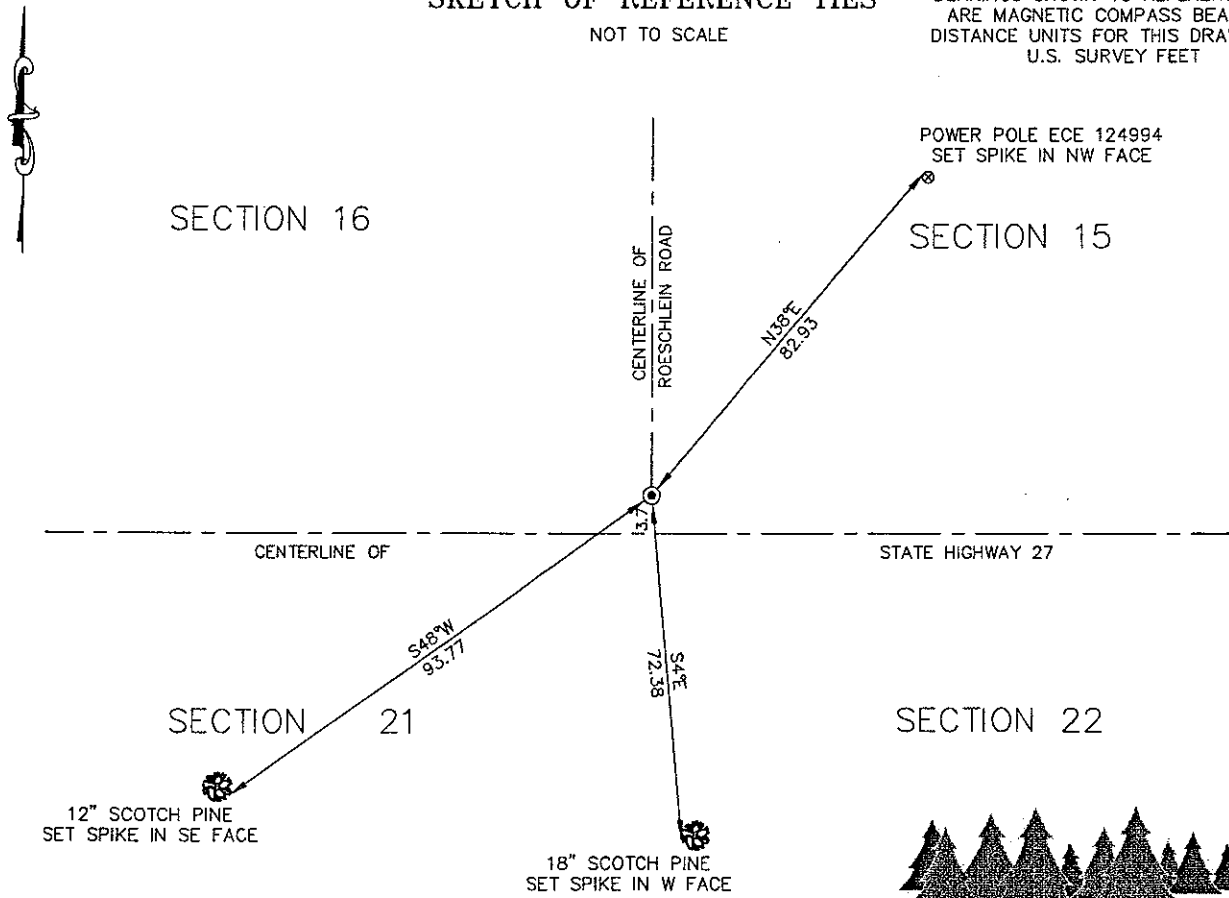 SKETCH OF REFERENCE TIES
NOT TO SCALE
ARE MAGNETIC COMPASS BEA
DISTANCE UNITS FOR THIS DRA
U.S. SURVEY FEET
POWER POLE ECE 124994
SET SPIKE IN NW FACE
SECTION 16
SECTION 15
CENTERLINE OF
ROESCHLEIN ROAD
N38°E
82.93
3.7
CENTERLINE OF
STATE HIGHWAY 27
S48°W
93.77
S4°E
72.38
SECTION 21
SECTION 22
12" SCOTCH PINE
SET SPIKE IN SE FACE
18" SCOTCH PINE
SET SPIKE IN W FACE